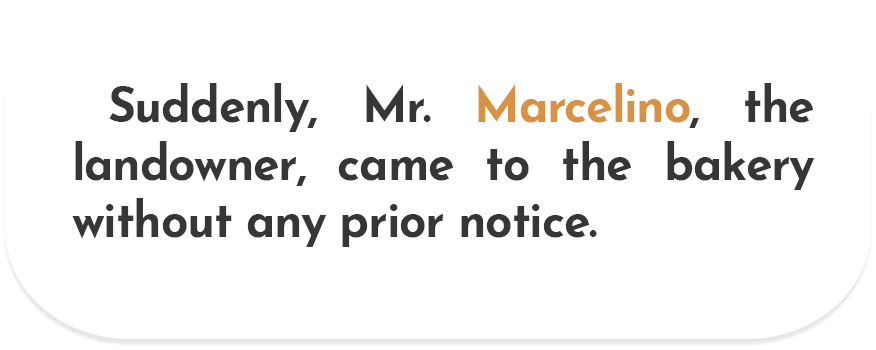 Suddenly, Mr. Marcelino, the
landowner, came to the bakery
without any prior notice.